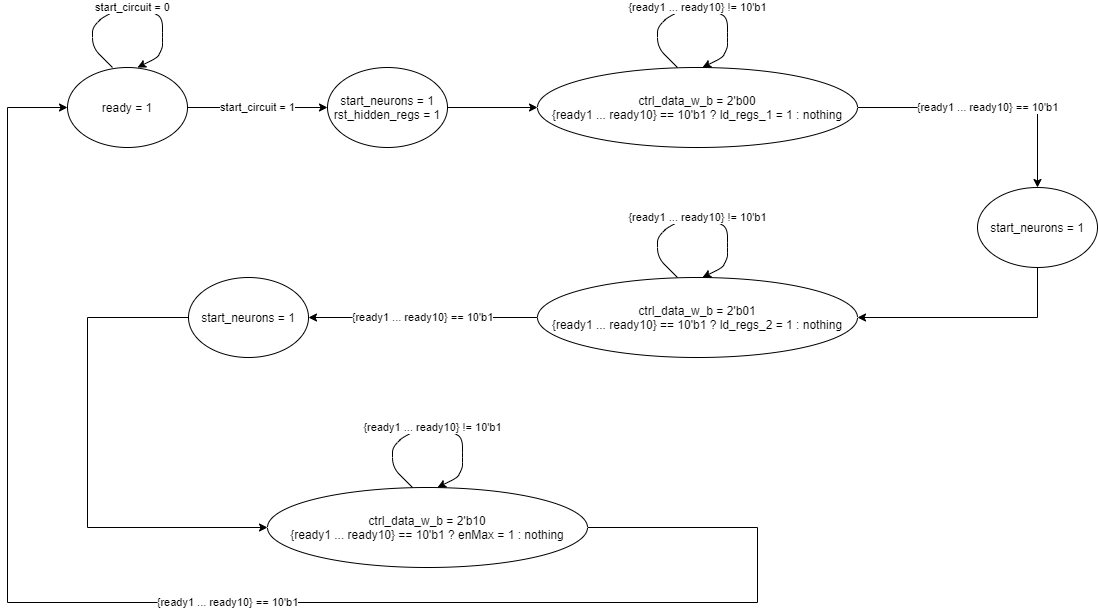 start_circuit = 0
{ready1 ... ready10} != 10'b1
ready = 1
start_circuit = 1
start_neurons = 1
rst_hidden_regs = 1
ctrl_data_w_b = 2'b00
{ready1 ... ready10} == 10'b1 ? ld_regs_1 = 1 : nothing
{ready1 ... ready10} == 10'b1
start_neurons = 1
{ready1 ... ready10} != 10'b1
ctrl_data_w_b = 2'b01
{ready1 ... ready10} == 10'b1 ? ld_regs_2 = 1 : nothing
{ready1 ... ready10} == 10'b1
start_neurons = 1
{ready1 ... ready10} != 10'b1
ctrl_data_w_b = 2'b10
{ready1 ... ready10} == 10'b1 ? enMax = 1 : nothing
{ready1 ... ready10} == 10'b1